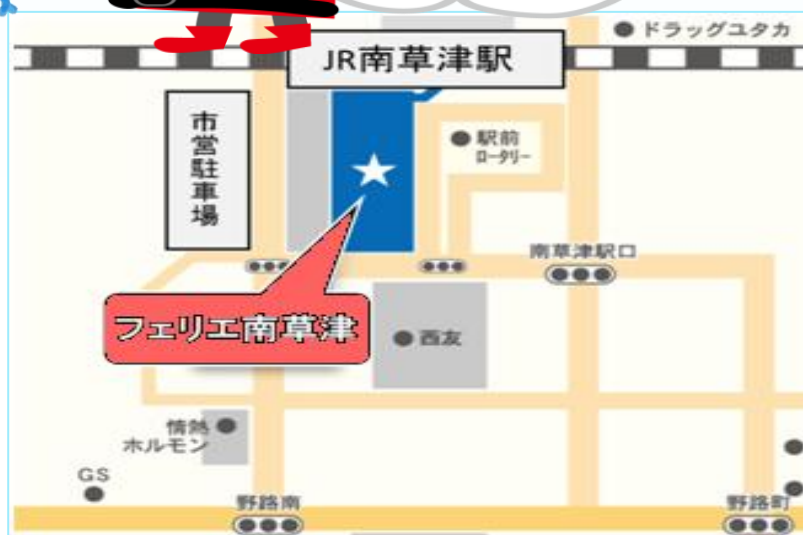 ドラッグユタカ
JR南草津駅
市営駐車場
駅前
ロータリー
南草津駅口
フェリエ南草津
西友
情熱
ホルモン
GS
野路南
野路町